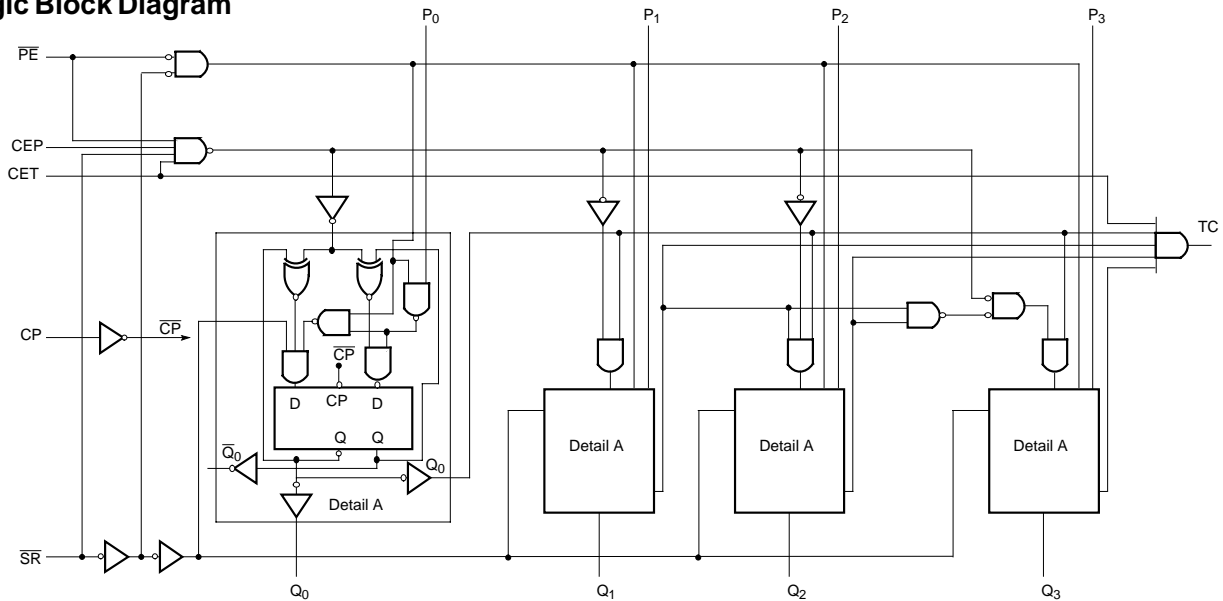 gic Block Diagram
P0 P1 P2 P3
PE
CEP
CET
TC
CP CP
CP
D CP D
Q Q
Q0 Q0
Detail A
Detail A Detail A Detail A
SR
Q0 Q1 Q2 Q3